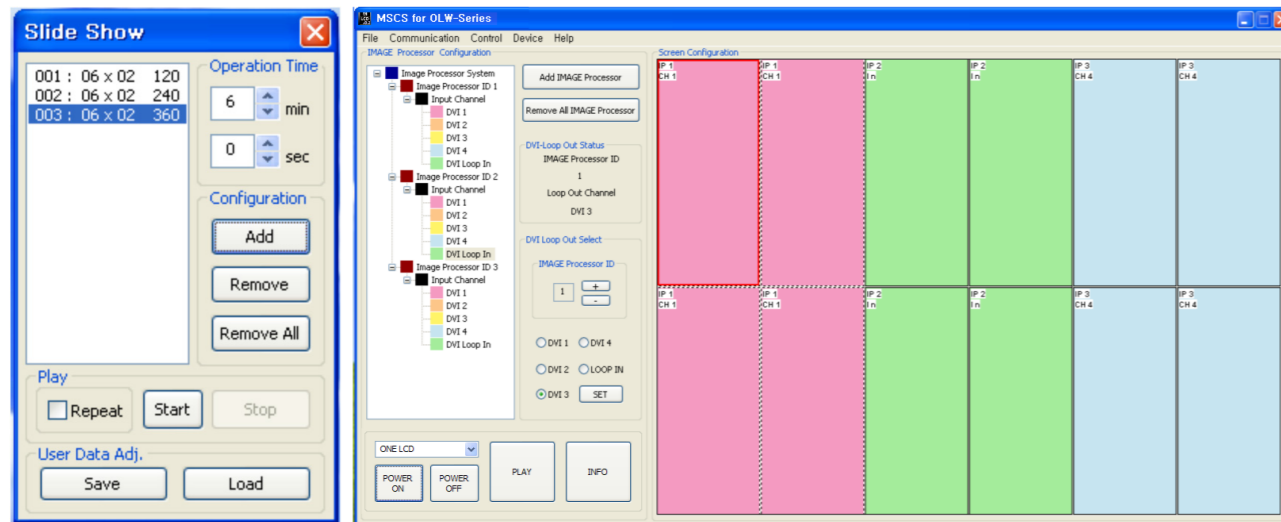 Slide Show
001 : 06 x 02 120
002 : 06 x 02 240
003 : 06 x 02 360
Operation Time
6 min
0 sec
Configuration
Add
Remove
Remove All
Play
Repeat
Start
Stop
User Data Adj.
Save
Load
MSCS for OLW-Series
File Communication Control Device Help
IMAGE Processor Configuration
Image Processor System
Image Processor ID 1
Input Channel
DVI 1
DVI 2
DVI 3
DVI 4
DVI Loop In
Image Processor ID 2
Input Channel
DVI 1
DVI 2
DVI 3
DVI 4
DVI Loop In
Image Processor ID 3
Input Channel
DVI 1
DVI 2
DVI 3
DVI 4
DVI Loop In
Add IMAGE Processor
Remove All IMAGE Processor
DVI-Loop Out Status
IMAGE Processor ID
1
Loop Out Channel
DVI 3
DVI Loop Out Select
IMAGE Processor ID
1
+
-
DVI 1 DVI 4
DVI 2 LOOP IN
DVI 3 SET
ONE LCD
POWER
ON
POWER
OFF
PLAY
INFO
Screen Configuration
IP 1 IP 1 IP 2 IP 2 IP 3 IP 3
CH 1 CH 1 In In CH 4 CH 4
IP 1 IP 1 IP 2 IP 2 IP 3 IP 3
CH 1 CH 1 In In CH 4 CH 4